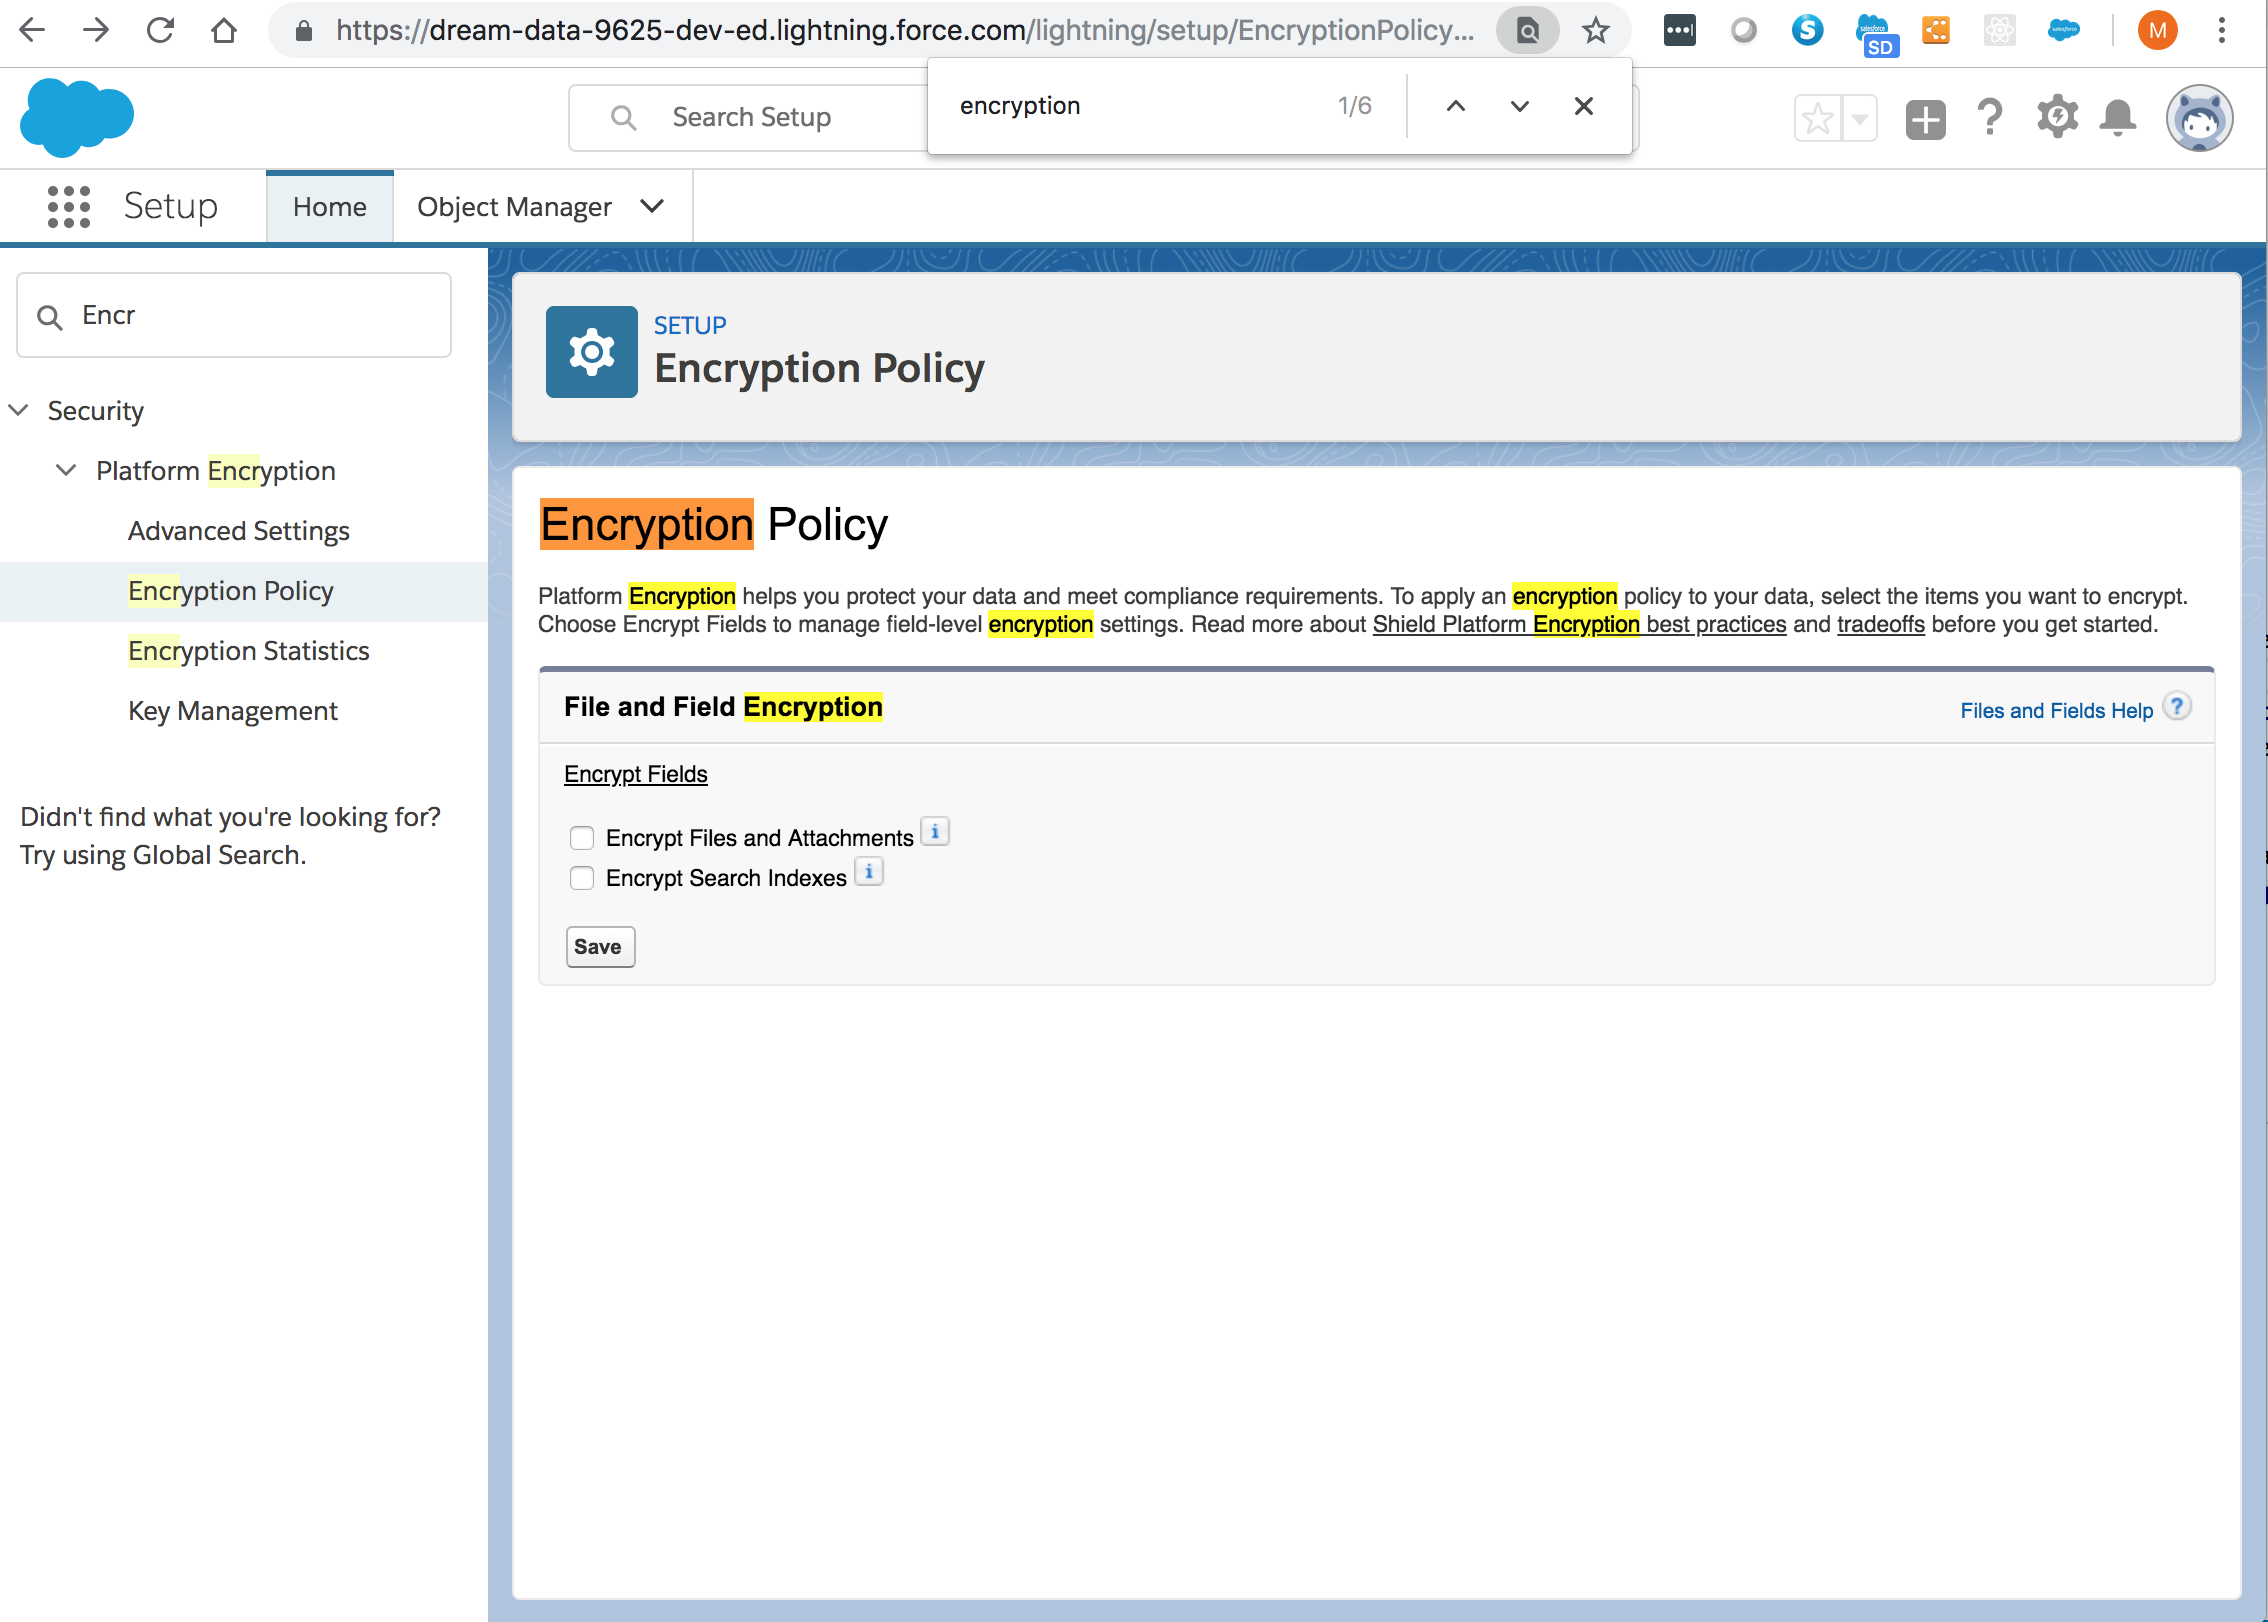 https://dream-data-9625-dev-ed.lightning.force.com/lightning/setup/EncryptionPolicy...
S
salesforce
SD
salesforce
M
encryption
1/6
Search Setup
Setup
Home
Object Manager
Encr
Security
Platform Encryption
Advanced Settings
Encryption Policy
Encryption Statistics
Key Management
Didn't find what you're looking for?
Try using Global Search.
SETUP
Encryption Policy
Encryption Policy
Platform Encryption helps you protect your data and meet compliance requirements. To apply an encryption policy to your data, select the items you want to encrypt.
Choose Encrypt Fields to manage field-level encryption settings. Read more about Shield Platform Encryption best practices and tradeoffs before you get started.
File and Field Encryption
Files and Fields Help ?
Encrypt Fields
Encrypt Files and Attachments i
Encrypt Search Indexes i
Save